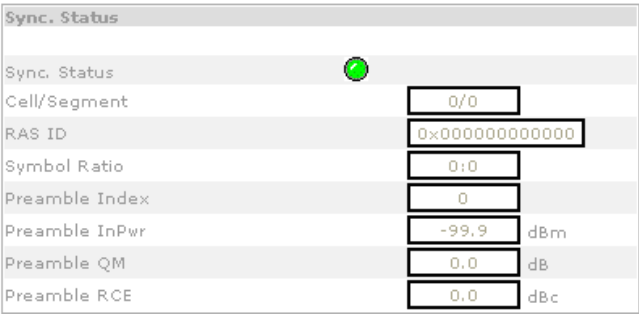 Sync. Status
Sync. Status
Cell/Segment 0/0
RAS ID 0x000000000000
Symbol Ratio 0:0
Preamble Index 0
Preamble InPwr -99.9 dBm
Preamble QM 0.0 dB
Preamble RCE 0.0 dBc